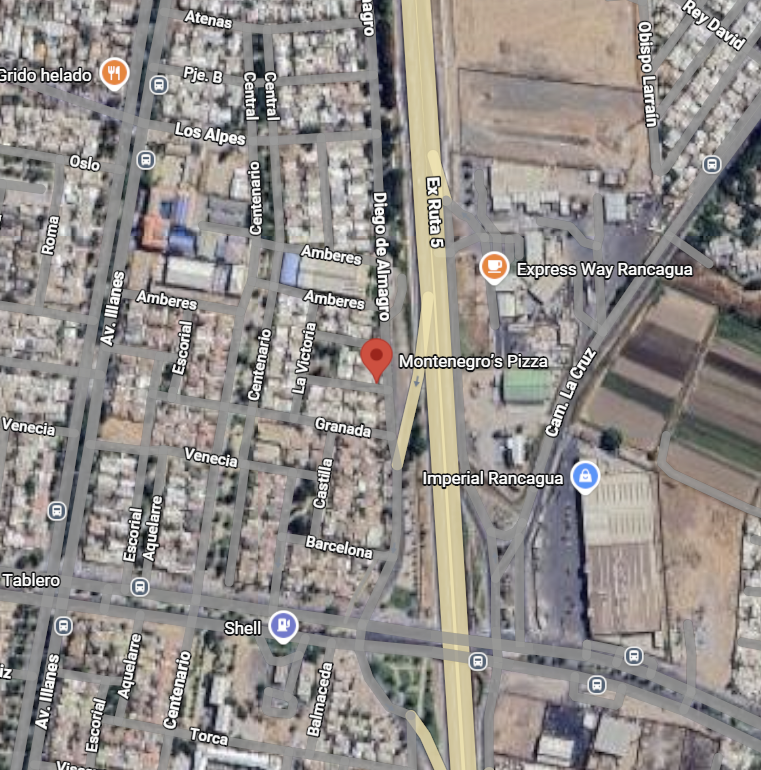 Atenas
magro
Rey David
Obispo Larraín
Grido helado
Pje. B
Central
Central
Los Alpes
Oslo
Ex Ruta 5
Diego de Almagro
Centenario
Roma
Amberes
Express Way Rancagua
Av. Illanes
Amberes
Amberes
Escorial
Centenario
La Victoria
Montenegro's Pizza
Cam. La Cruz
Venecia
Granada
Venecia
Imperial Rancagua
Castilla
Escorial
Aquelarre
Barcelona
Tablero
Shell
Aquelarre
Centenario
Balmaceda
iz
Av. Illanes
Escorial
Torca